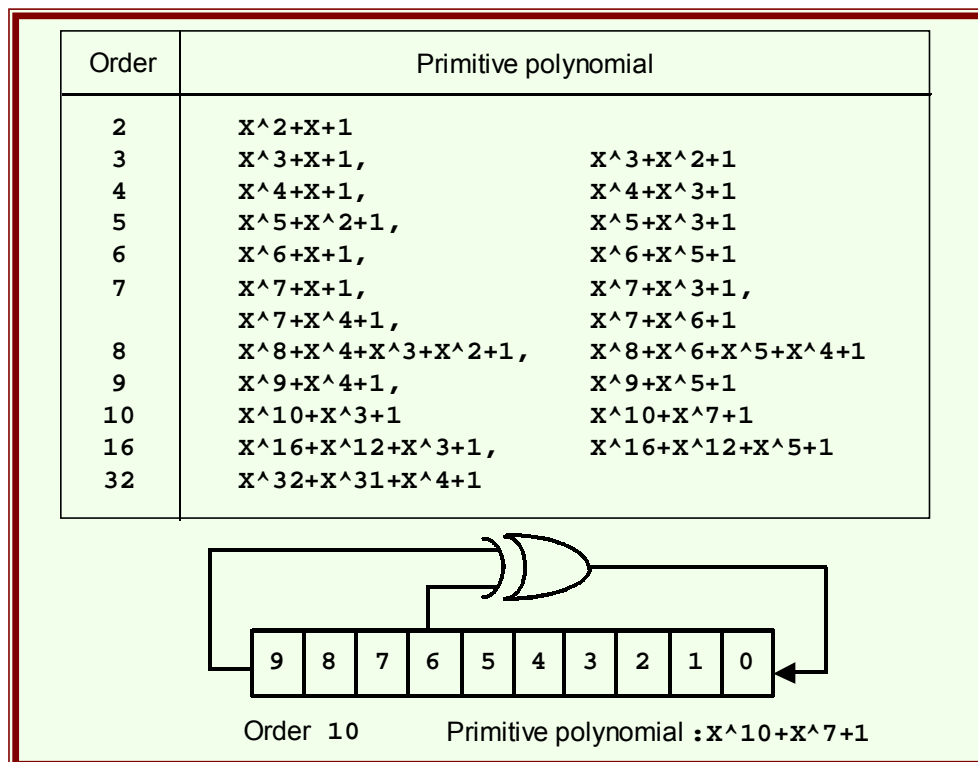 Order Primitive polynomial
2 X^2+X+1
3 X^3+X+1, X^3+X^2+1
4 X^4+X+1, X^4+X^3+1
5 X^5+X^2+1, X^5+X^3+1
6 X^6+X+1, X^6+X^5+1
7 X^7+X+1, X^7+X^3+1,
X^7+X^4+1, X^7+X^6+1
8 X^8+X^4+X^3+X^2+1, X^8+X^6+X^5+X^4+1
9 X^9+X^4+1, X^9+X^5+1
10 X^10+X^3+1 X^10+X^7+1
16 X^16+X^12+X^3+1, X^16+X^12+X^5+1
32 X^32+X^31+X^4+1
9 8 7 6 5 4 3 2 1 0
Order 10 Primitive polynomial :X^10+X^7+1